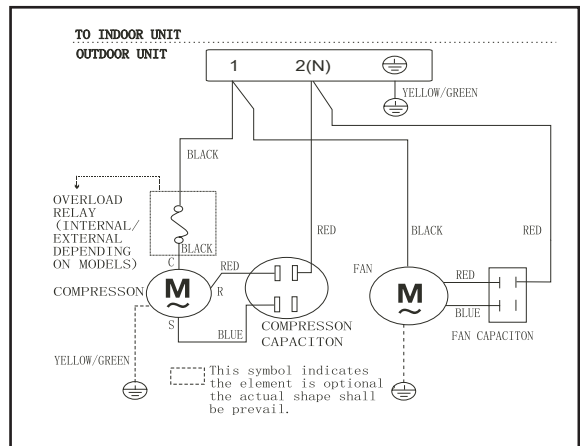 TO INDOOR UNIT
OUTDOOR UNIT
1 2(N)
YELLOW/GREEN
BLACK
OVERLOAD
RELAY
(INTERNAL/
EXTERNAL
DEPENDING
ON MODELS)
BLACK
RED
BLACK
RED
C
RED
FAN
RED
COMPRESSON
M
~
R
M
~
S
BLUE
BLUE
COMPRESSON
CAPACITON
FAN CAPACITON
YELLOW/GREEN
This symbol indicates
the element is optional
the actual shape shall
be prevail.